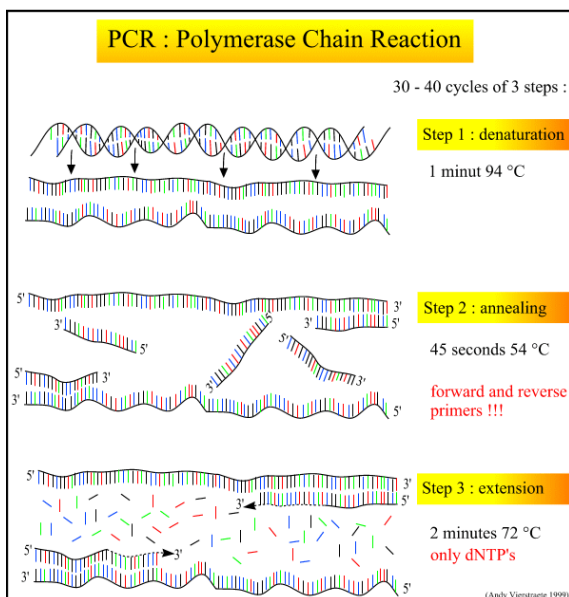 PCR : Polymerase Chain Reaction
30 - 40 cycles of 3 steps :
Step 1 : denaturation
1 minut 94 °C
5'
3'
Step 2 : annealing
3'
5'
5
3'
5'
45 seconds 54 °C
5'
5'
3'
3'
3'
3'
5'
forward and reverse
primers !!!
5'
3'
Step 3 : extension
3'
5'
2 minutes 72 °C
only dNTP's
5'
3'
3'
5'
(Andy Vierstraete 1999)